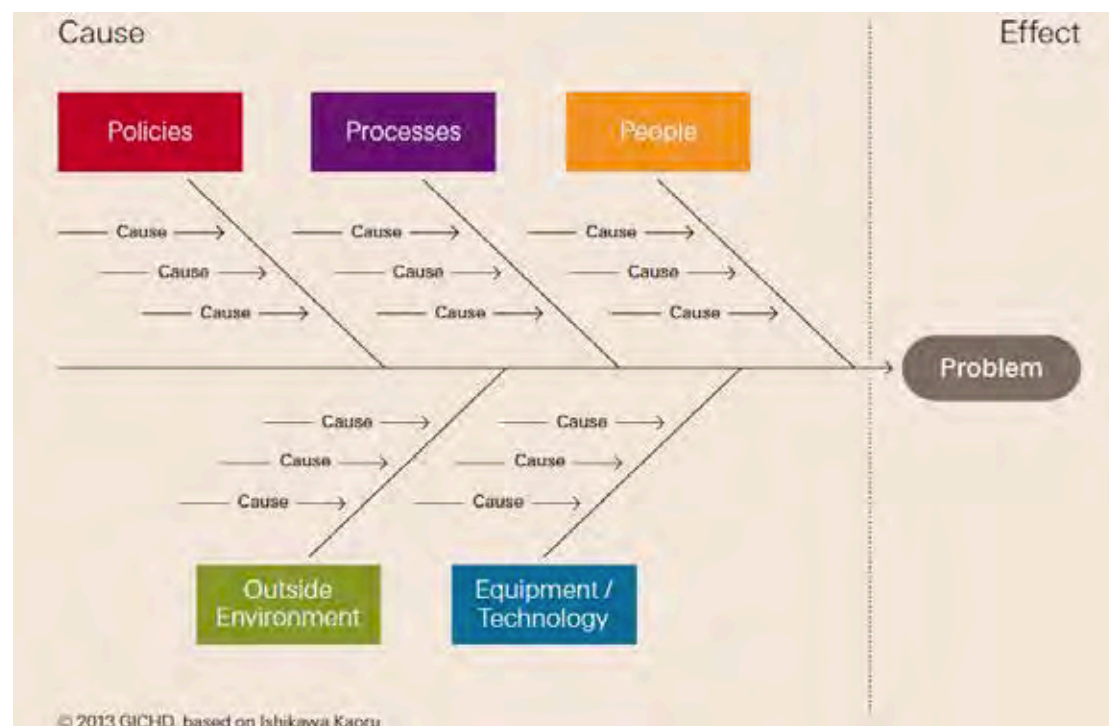 Cause
Effect
Policies
Processes
People
Cause
Cause
Cause
Cause
Cause
Cause
Cause
Cause
Cause
Problem
Cause
Cause
Cause
Cause
Cause
Cause
Outside
Environment
Equipment /
Technology
© 2013 GICHD, based on Ishikawa Kaoru